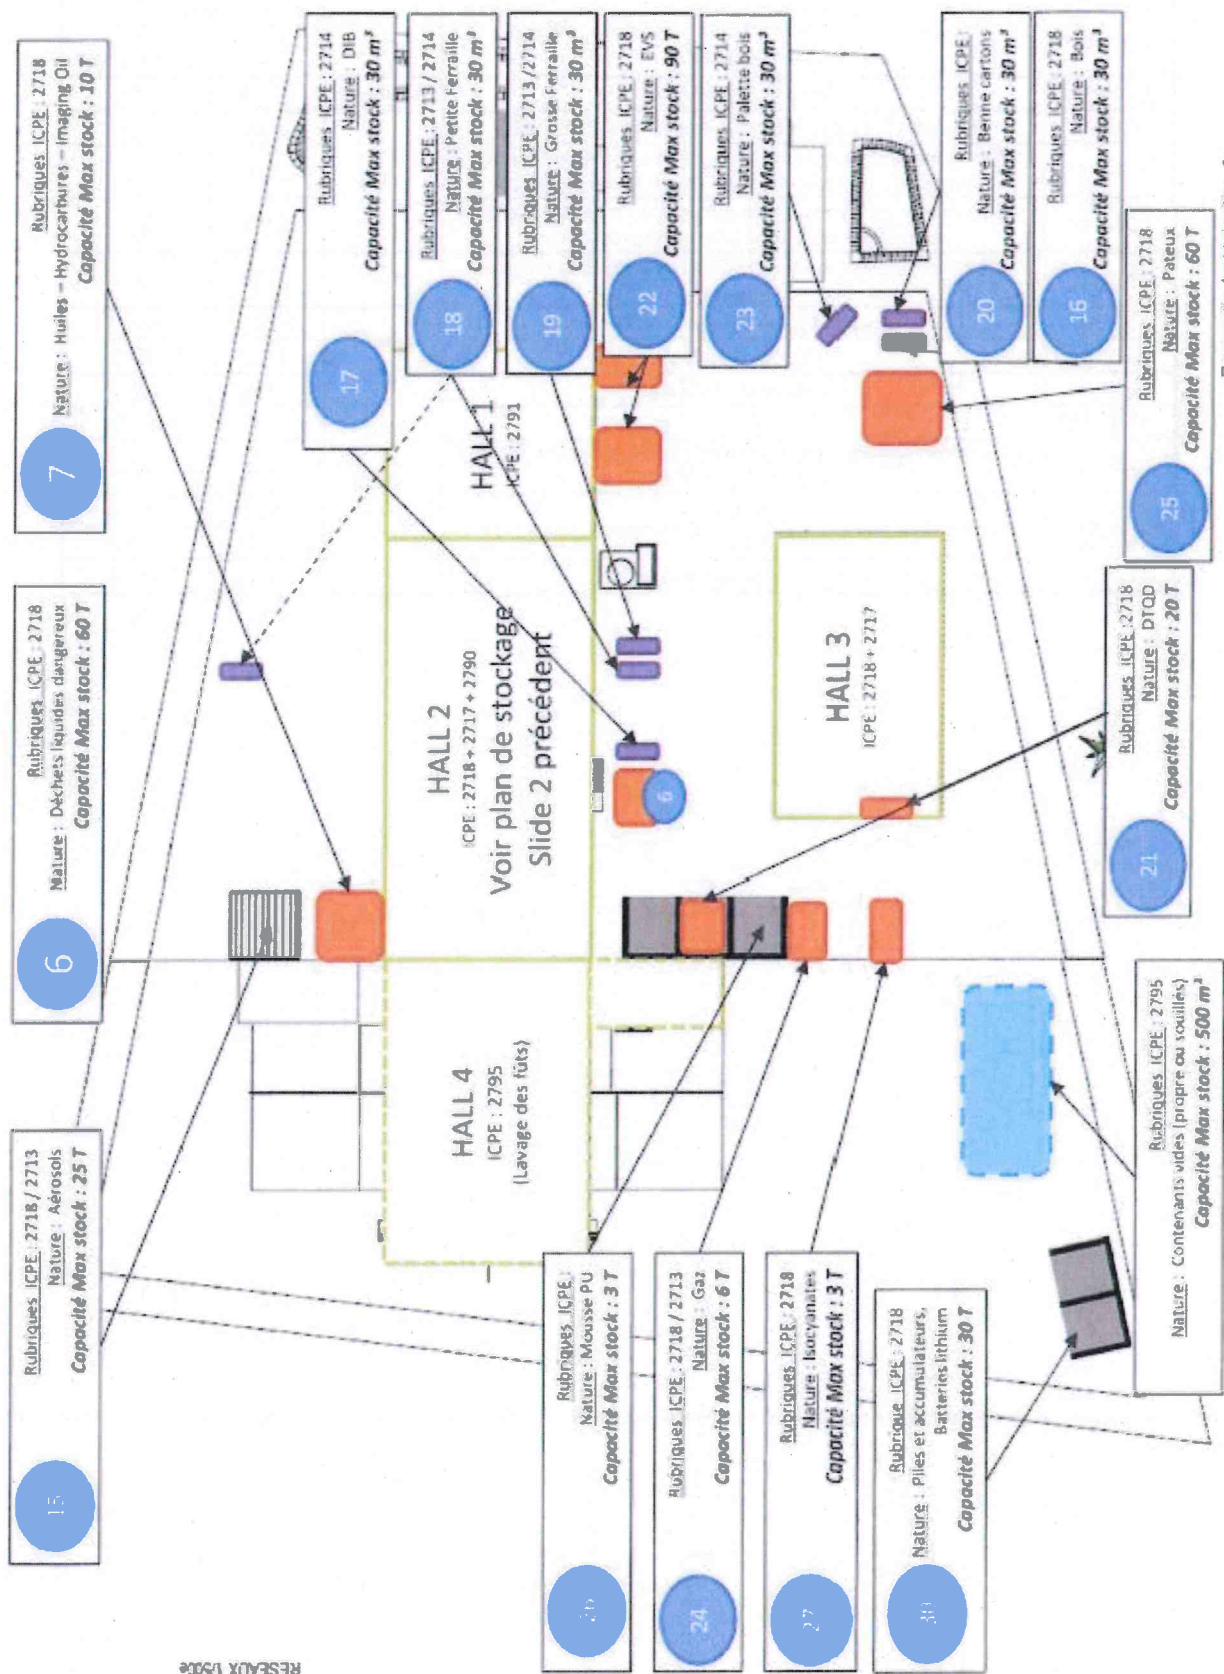 Rubriques ICPE : 2718 / 2713
Nature : Aérosols
Capacité Max stock : 25 T
15
Rubriques ICPE : 2718
Nature : Déchets liquides dangereux
Capacité Max stock : 60 T
6
Rubriques ICPE : 2718
Nature : Huiles – Hydrocarbures – Imaging Oil
Capacité Max stock : 10 T
7
Rubriques ICPE : 2714
Nature : DIB
Capacité Max stock : 30 m³
17
Rubriques ICPE : 2713 / 2714
Nature : Petite Ferraille
Capacité Max stock : 30 m³
18
Rubriques ICPE : 2713 /2714
Nature : Grosse Ferraille
Capacité Max stock : 30 m³
19
Rubriques ICPE : 2718
Nature : EVS
Capacité Max stock : 90 T
22
Rubriques ICPE : 2714
Nature : Palette bois
Capacité Max stock : 30 m³
23
Rubriques ICPE :
Nature : Benne cartons
Capacité Max stock : 30 m³
20
Rubriques ICPE : 2718
Nature : Bois
Capacité Max stock : 30 m³
16
Rubriques ICPE : 2718
Nature : Pateux
Capacité Max stock : 60 T
25
Rubriques ICPE :2718
Nature : DTQD
Capacité Max stock : 20 T
21
Rubriques ICPE : 2795
Nature : Contenants vides (propre ou souillés)
Capacité Max stock : 500 m³
HALL 4
ICPE : 2795
(Lavage des fûts)
HALL 2
ICPE : 2718 + 2717 + 2790
Voir plan de stockage
Slide 2 précédent
6
HALL 1
ICPE : 2791
HALL 3
ICPE : 2718 + 2717
Rubriques ICPE :
Nature : Mousse PU
Capacité Max stock : 3 T
26
Rubriques ICPE : 2718 / 2713
Nature : Gaz
Capacité Max stock : 6 T
24
Rubriques ICPE : 2718
Nature : Isocyanates
Capacité Max stock : 3 T
27
Rubrique ICPE : 2718
Nature : Piles et accumulateurs,
Batteries lithium
Capacité Max stock : 30 T
30
RESEAUX 1/500e